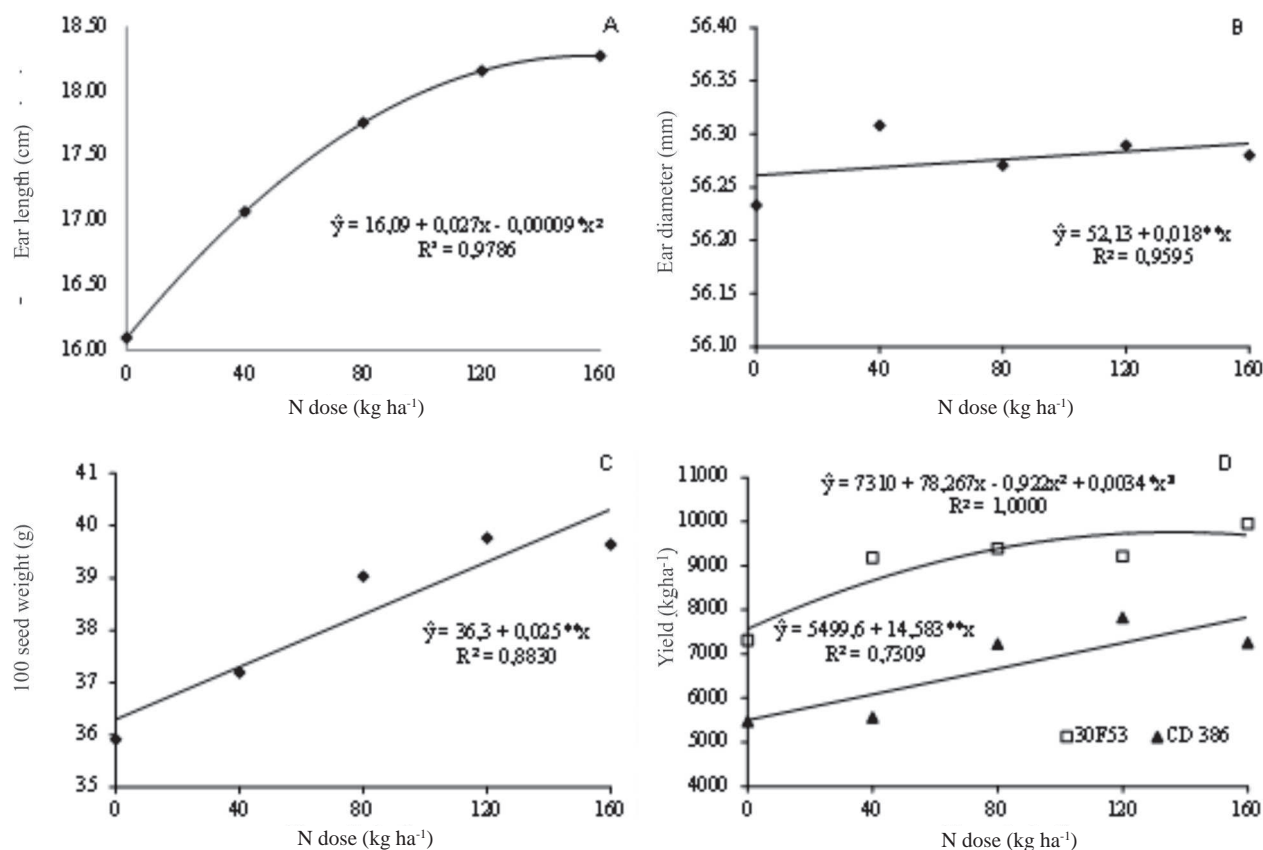 A
18.50
18.00
17.50
17.00
16.50
16.00
Ear length (cm)
ŷ = 16,09 + 0,027x - 0,00009*x²
R² = 0,9786
0 40 80 120 160
N dose (kg ha⁻¹)
B
56.40
56.35
56.30
56.25
56.20
56.15
56.10
Ear diameter (mm)
ŷ = 52,13 + 0,018**x
R² = 0,9595
0 40 80 120 160
N dose (kg ha⁻¹)
C
41
40
39
38
37
36
35
100 seed weight (g)
ŷ = 36,3 + 0,025**x
R² = 0,8830
0 40 80 120 160
N dose (kg ha⁻¹)
D
11000
10000
9000
8000
7000
6000
5000
4000
Yield (kgha⁻¹)
ŷ = 7310 + 78,267x - 0,922x² + 0,0034*x³
R² = 1,0000
ŷ = 5499,6 + 14,583**x
R² = 0,7309
30F53 CD 386
0 40 80 120 160
N dose (kg ha⁻¹)